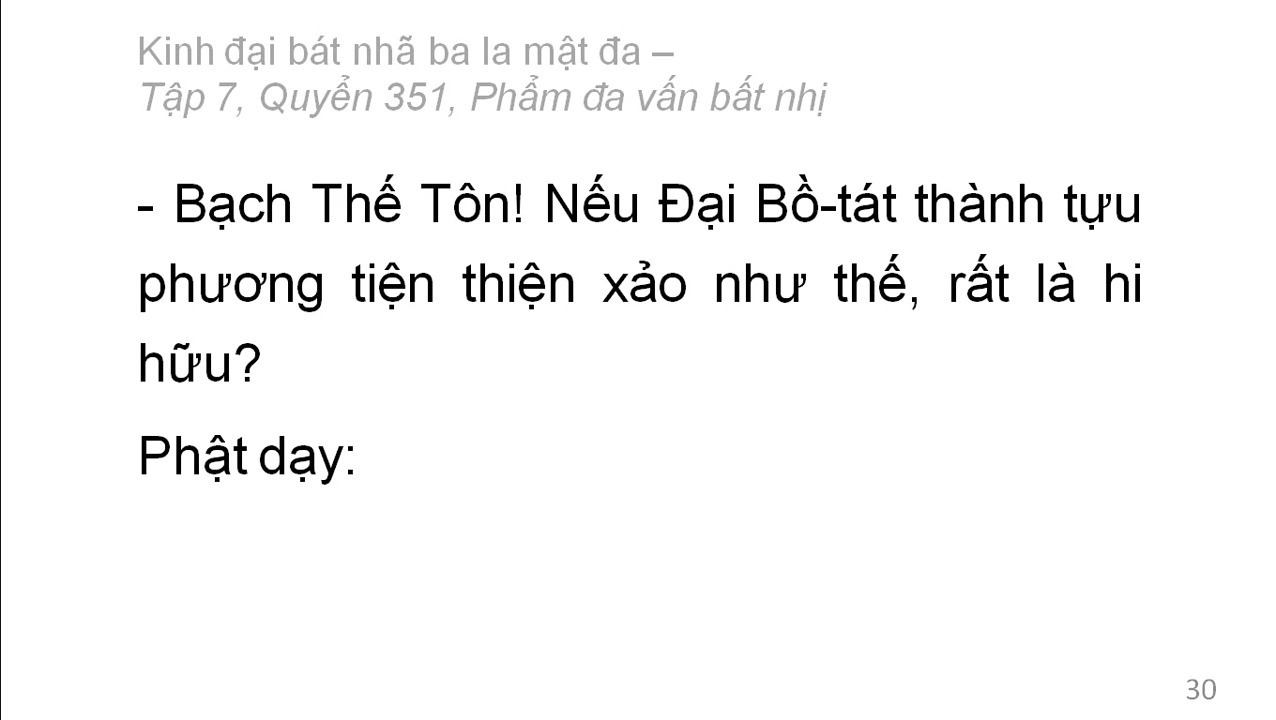 Kinh đại bát nhã ba la mật đa –
Tập 7, Quyển 351, Phẩm đa vấn bất nhị
- Bạch Thế Tôn! Nếu Đại Bồ-tát thành tựu
phương tiện thiện xảo như thế, rất là hi
hữu?
Phật dạy:
30